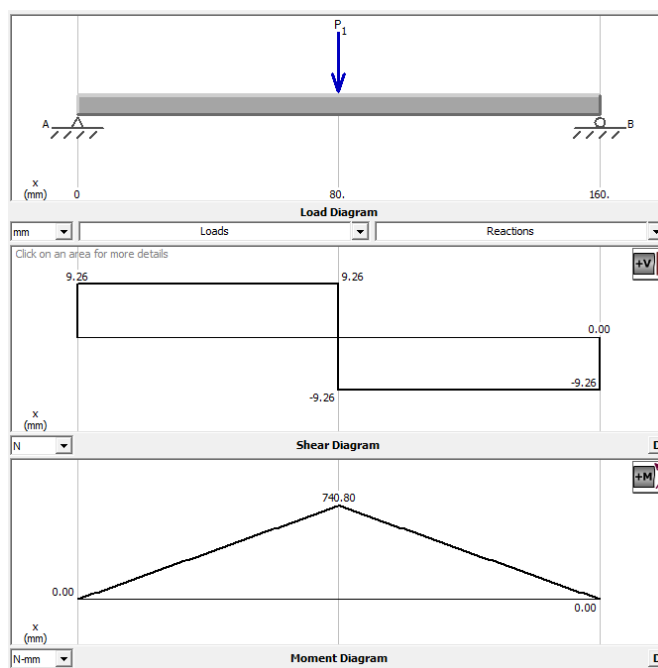 P1
A
B
x
(mm)
0
80.
160.
Load Diagram
mm
Loads
Reactions
Click on an area for more details
9.26
9.26
+V
0.00
-9.26
-9.26
x
(mm)
N
Shear Diagram
+M
740.80
0.00
0.00
x
(mm)
N-mm
Moment Diagram